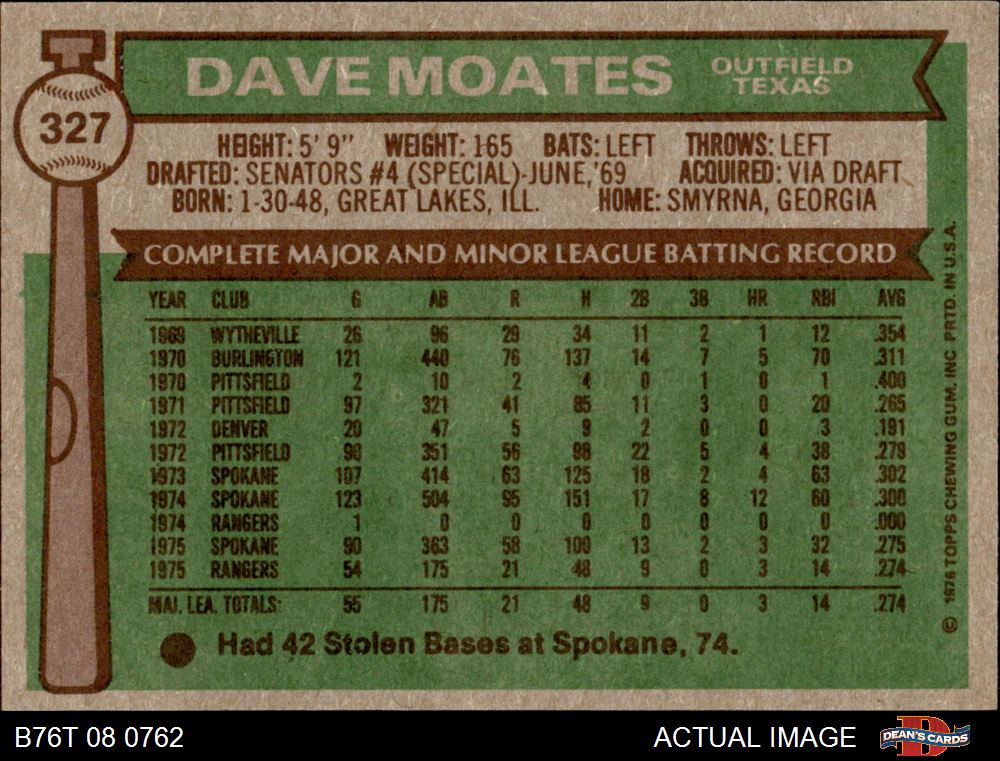 DAVE MOATES
OUTFIELD
TEXAS
327
HEIGHT: 5' 9" WEIGHT: 165 BATS: LEFT THROWS: LEFT
DRAFTED: SENATORS #4 (SPECIAL)-JUNE,'69 ACQUIRED: VIA DRAFT
BORN: 1-30-48, GREAT LAKES, ILL. HOME: SMYRNA, GEORGIA
COMPLETE MAJOR AND MINOR LEAGUE BATTING RECORD
YEAR CLUB G AB R H 2B 3B HR RBI AVG
1969 WYTHEVILLE 26 96 29 34 11 2 1 12 .354
1970 BURLINGTON 121 440 76 137 14 7 5 70 .311
1970 PITTSFIELD 2 10 2 4 0 1 0 1 .400
1971 PITTSFIELD 97 321 41 85 11 3 0 20 .265
1972 DENVER 20 47 5 9 2 0 0 3 .191
1972 PITTSFIELD 90 351 56 98 22 5 4 38 .279
1973 SPOKANE 107 414 63 125 18 2 4 63 .302
1974 SPOKANE 123 504 95 151 17 8 12 60 .300
1974 RANGERS 1 0 0 0 0 0 0 0 .000
1975 SPOKANE 90 363 58 100 13 2 3 32 .275
1975 RANGERS 54 175 21 48 9 0 3 14 .274
MAJ. LEA. TOTALS: 55 175 21 48 9 0 3 14 .274
Had 42 Stolen Bases at Spokane, 74.
© 1976 TOPPS CHEWING GUM, INC PRTD. IN U.S.A.
B76T 08 0762
ACTUAL IMAGE
DEAN'S CARDS